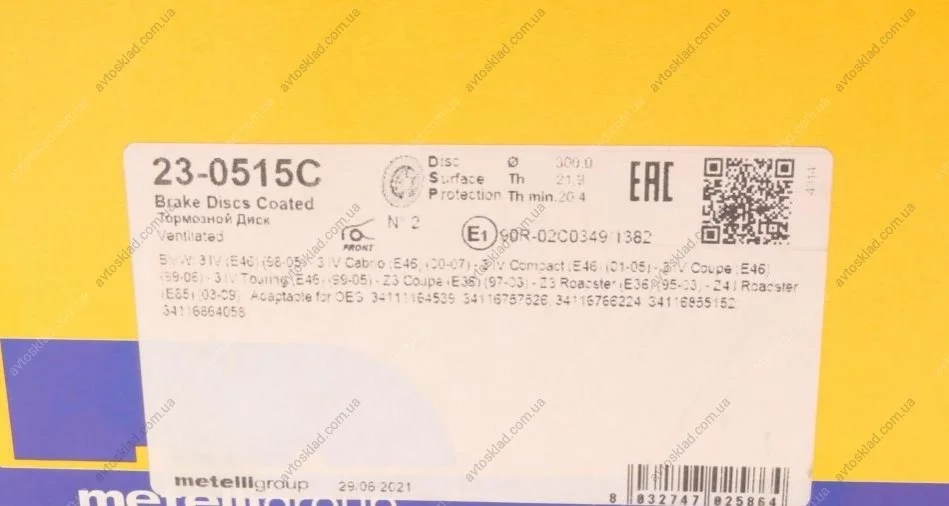 23-0515C
Brake Discs Coated
Тормозной Диск
Ventilated
Disc
Surface
Protection
Ø 300.0
Th 21.9
Th min. 20.4
N° 2
FRONT
EAC
4314
E1 90R-02C0349/1382
BMW 3 IV (E46) (98-05) - 3 IV Cabrio (E46) (00-07) - 3 IV Compact (E46) (01-05) - 3 IV Coupe (E46)
(99-06) - 3 IV Touring (E46) (99-05) - Z3 Coupe (E36) (97-03) - Z3 Roadster (E36) (95-03) - Z4 I Roadster
(E85) (03-09) Adaptable for OES: 34111164539, 34116757526, 34116766224, 34116855152,
34116864058
metelligroup 29/06/2021
8 032747 025864
metelligroup
avtosklad.com.ua